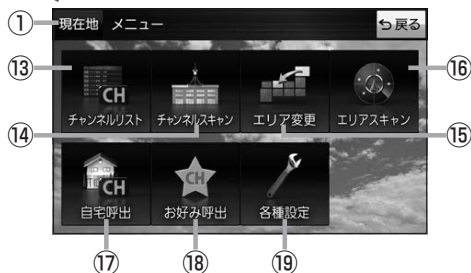 ① 現在地 メニュー 戻る
⑬ ⑯
CH
チャンネルリスト チャンネルスキャン エリア変更 エリアスキャン
⑭ ⑮
CH CH
自宅呼出 お好み呼出 各種設定
⑰ ⑱ ⑲